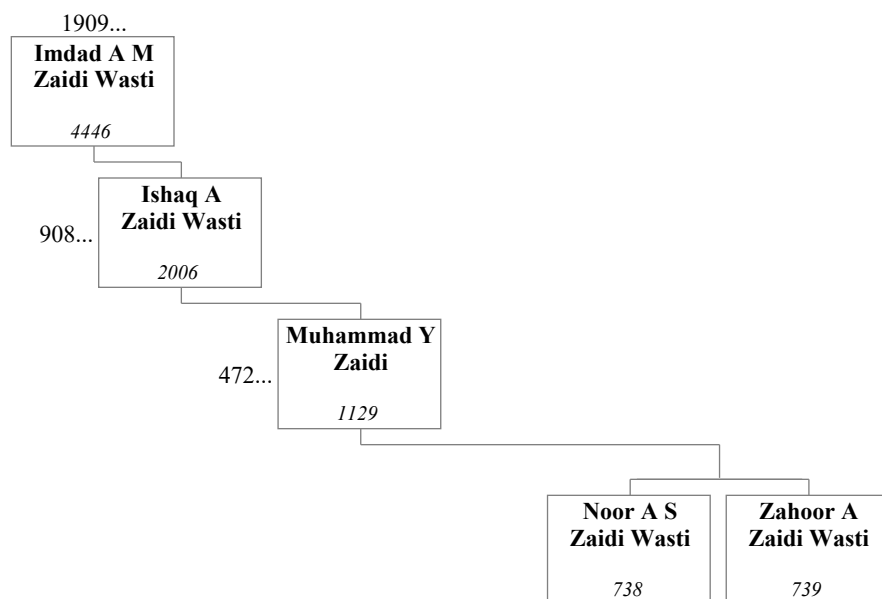 1909...
Imdad A M
Zaidi Wasti
4446
Ishaq A
Zaidi Wasti
908...
2006
Muhammad Y
Zaidi
472...
1129
Noor A S
Zaidi Wasti
738
Zahoor A
Zaidi Wasti
739